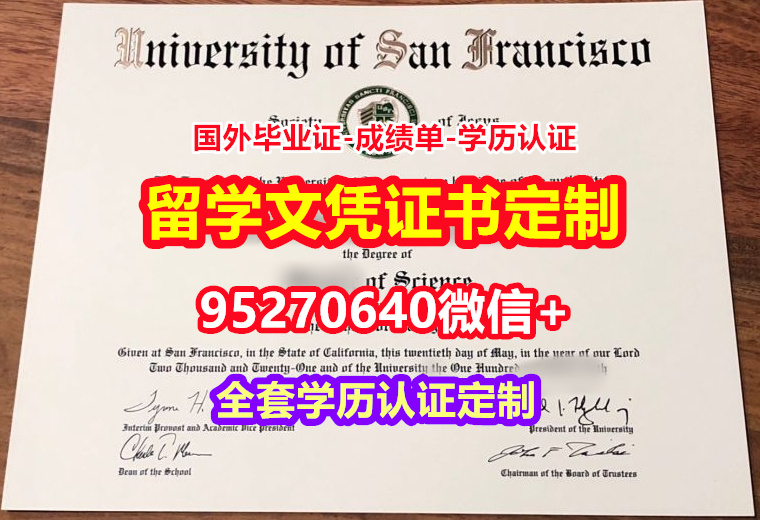 University of San Francisco
Society of Jesus
国外毕业证-成绩单-学历认证
留学文凭证书定制
the Degree of
of Science
95270640微信+
Given at San Francisco, in the State of California, this twentieth day of May, in the year of our Lord
Two Thousand and Twenty-One and of the University the One Hundred
全套学历认证定制
Interim Provost and Academic Vice President
President of the University
Dean of the School
Chairman of the Board of Trustees